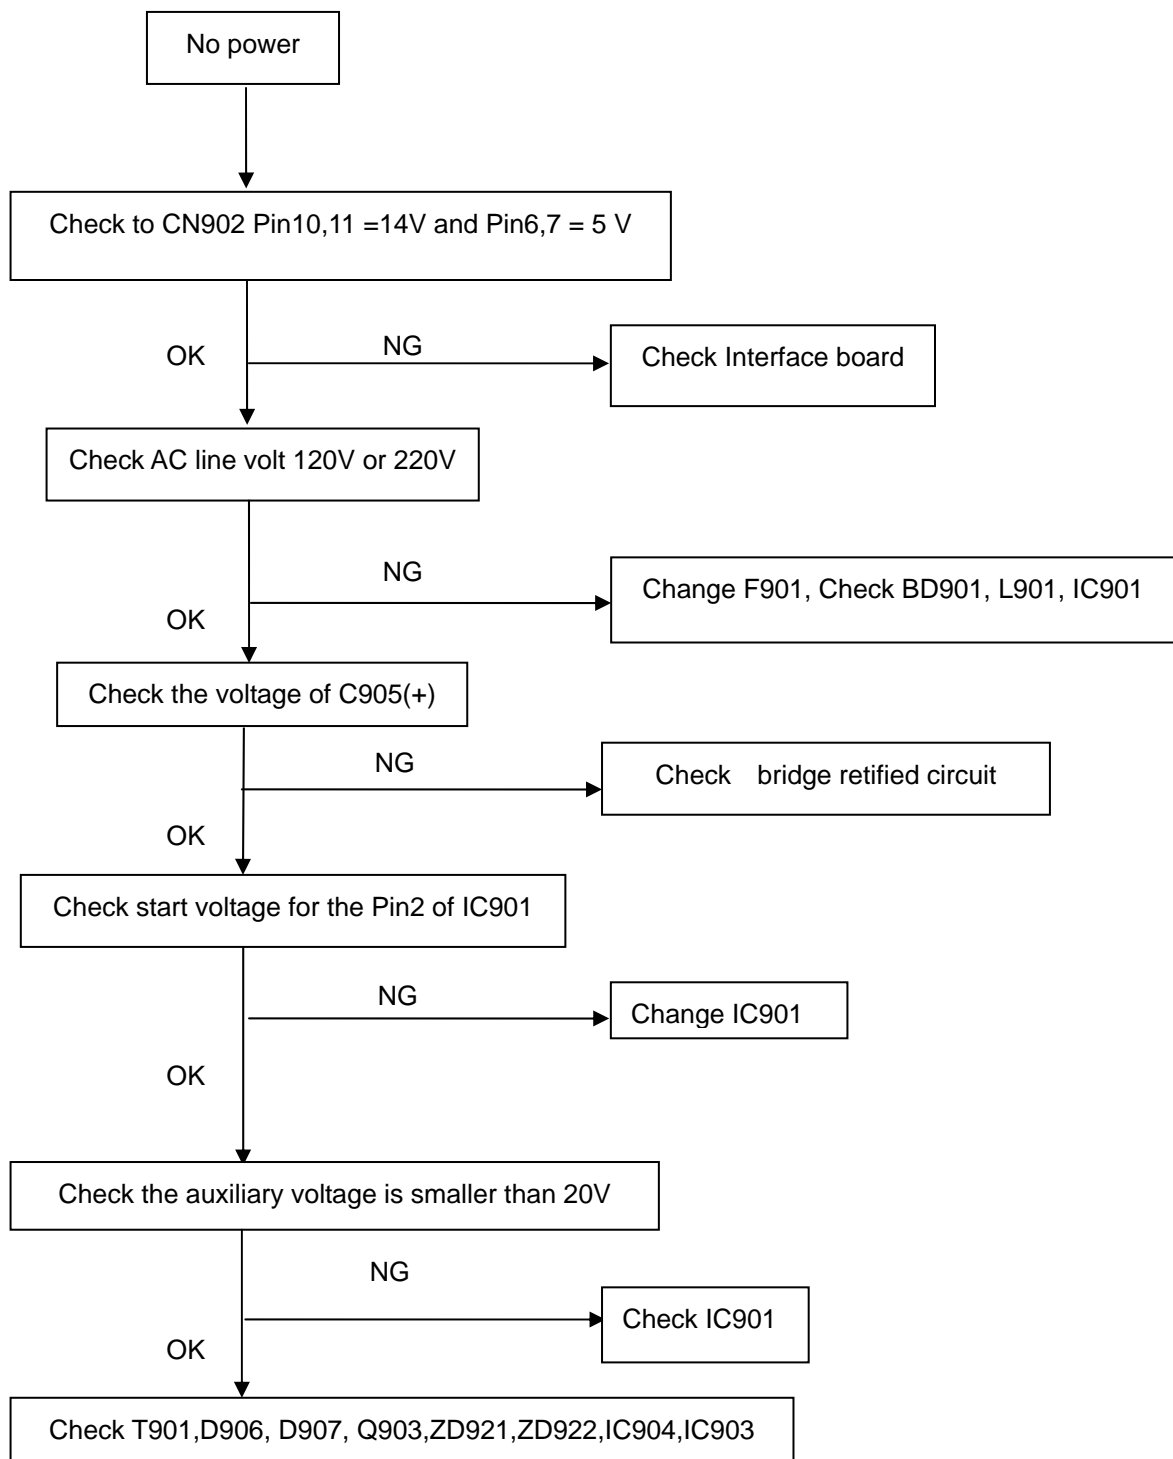 No power
Check to CN902 Pin10,11 =14V and Pin6,7 = 5 V
OK
NG
Check Interface board
Check AC line volt 120V or 220V
NG
Change F901, Check BD901, L901, IC901
OK
Check the voltage of C905(+)
NG
Check bridge retified circuit
OK
Check start voltage for the Pin2 of IC901
NG
Change IC901
OK
Check the auxiliary voltage is smaller than 20V
NG
Check IC901
OK
Check T901,D906, D907, Q903,ZD921,ZD922,IC904,IC903